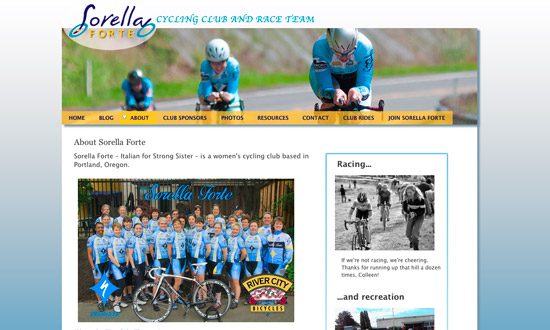 Sorella
FORTE
CYCLING CLUB AND RACE TEAM
HOME BLOG ABOUT CLUB SPONSORS PHOTOS RESOURCES CONTACT CLUB RIDES JOIN SORELLA FORTE
About Sorella Forte
Sorella Forte – Italian for Strong Sister – is a women's cycling club based in
Portland, Oregon.
Sorella Forte
RIVER CITY
BICYCLES
Racing...
If we're not racing, we're cheering.
Thanks for running up that hill a dozen
times, Colleen!
...and recreation